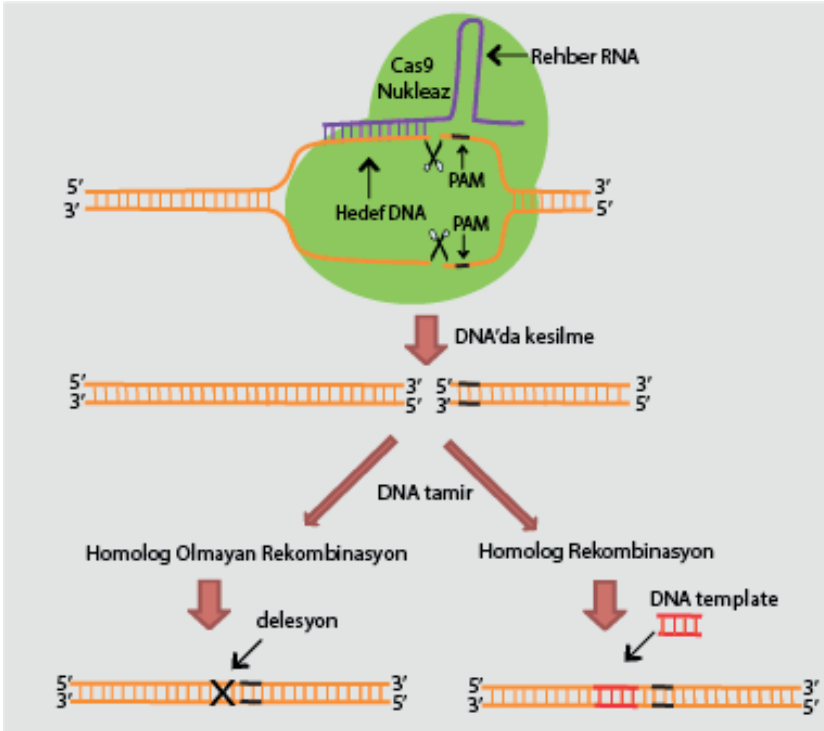 Cas9
Nukleaz
Rehber RNA
PAM
5' 3'
3' 5'
Hedef DNA
PAM
DNA'da kesilme
5' 3' 5' 3'
3' 5' 3' 5'
DNA tamir
Homolog Olmayan Rekombinasyon
Homolog Rekombinasyon
delesyon
DNA template
5' 3'
3' 5'
5' 3'
3' 5'